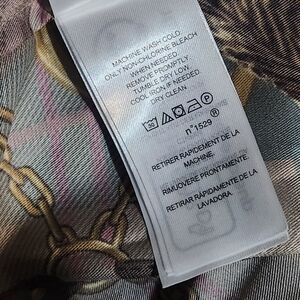 MACHINE WASH COLD
ONLY NON-CHLORINE BLEACH
WHEN NEEDED
REMOVE PROMPTLY
TUMBLE DRY LOW
COOL IRON IF NEEDED
DRY CLEAN
n°1529
RETIRER RAPIDEMENT DE LA
MACHINE.
RIMUOVERE PRONTAMENTE.
RETIRAR RÁPIDAMENTE DE LA
LAVADORA.